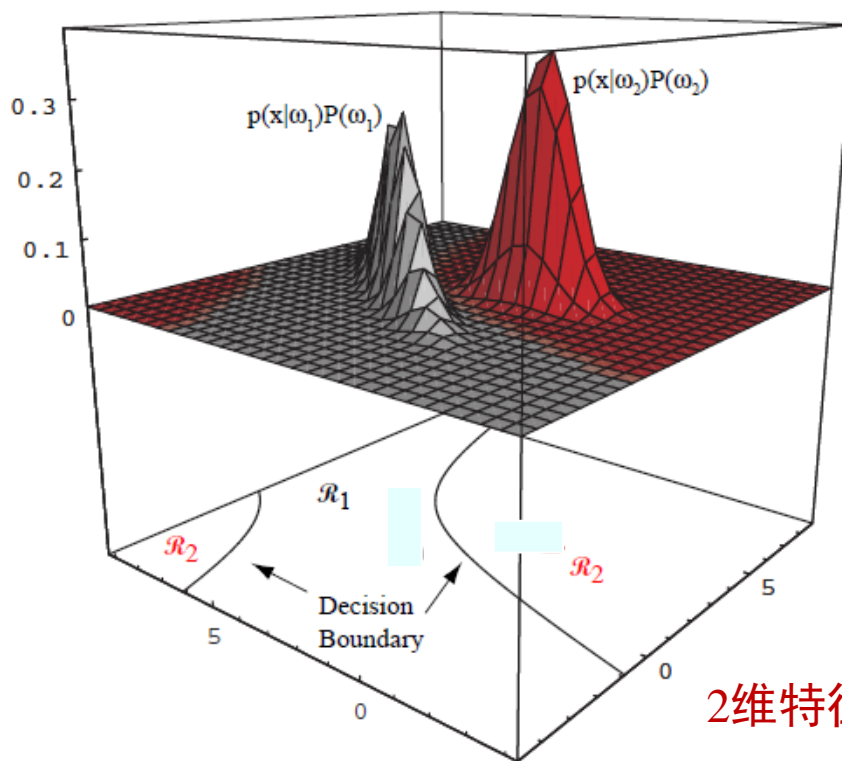 p(x|ω₂)P(ω₂)
p(x|ω₁)P(ω₁)
0.3
0.2
0.1
0
ℛ₁
ℛ₂
ℛ₂
Decision
Boundary
5
0
5
0
2维特